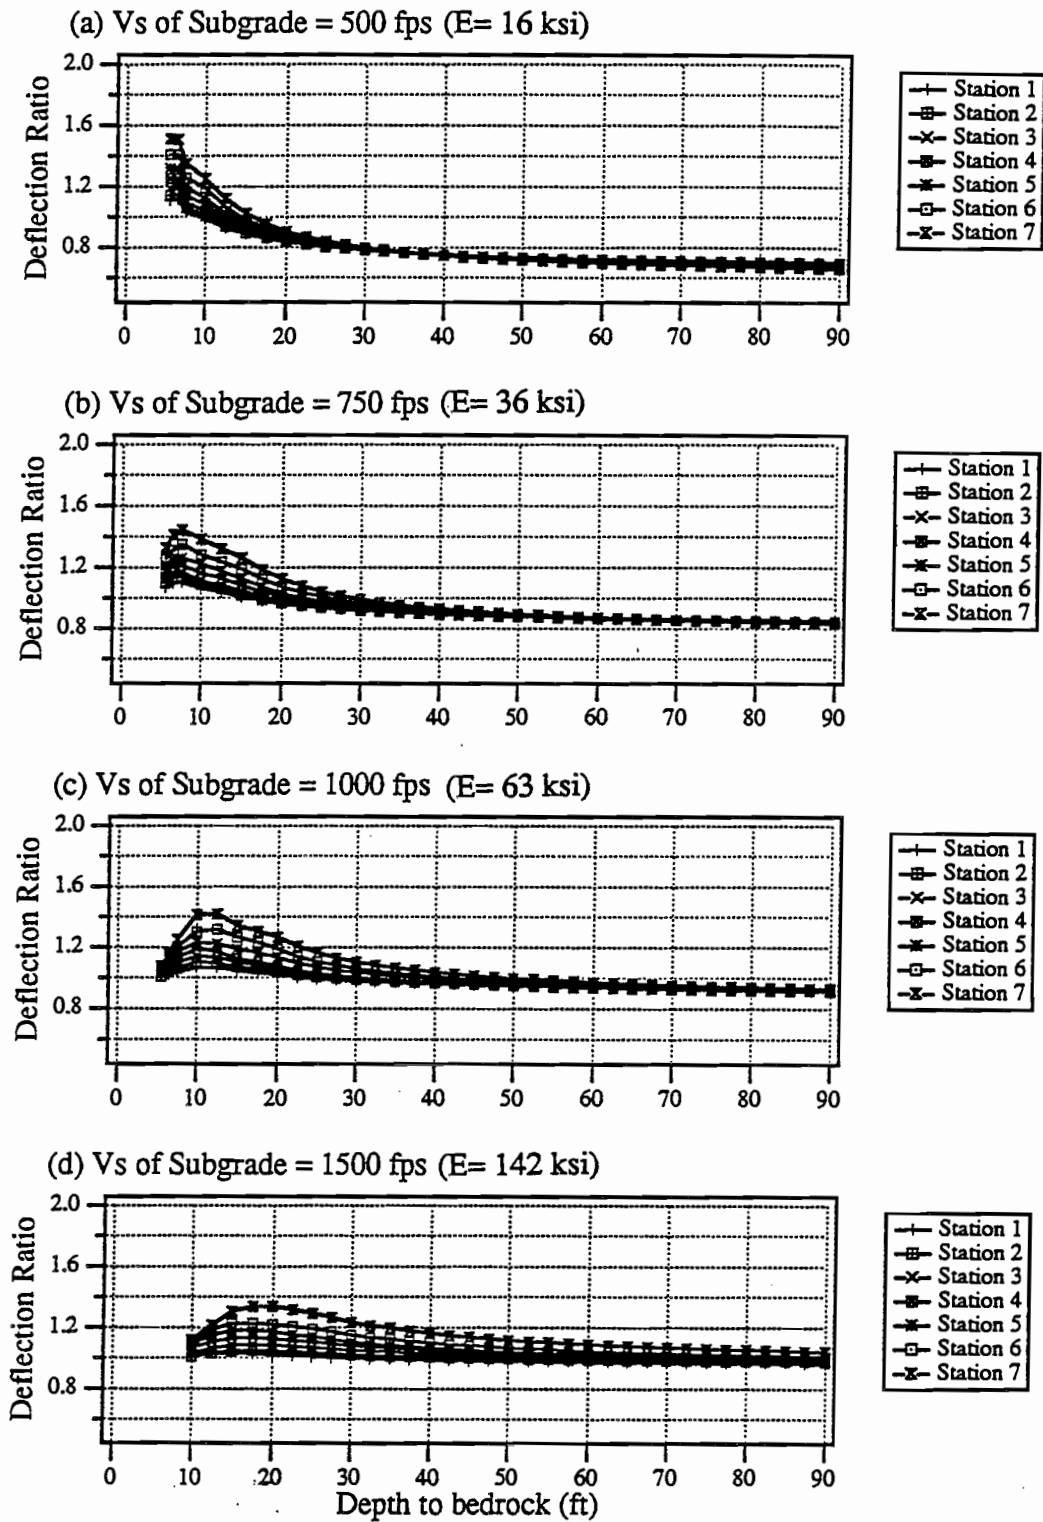 (a) Vs of Subgrade = 500 fps (E= 16 ksi)
Deflection Ratio
2.0
1.6
1.2
0.8
0 10 20 30 40 50 60 70 80 90
Station 1
Station 2
Station 3
Station 4
Station 5
Station 6
Station 7
(b) Vs of Subgrade = 750 fps (E= 36 ksi)
Deflection Ratio
2.0
1.6
1.2
0.8
0 10 20 30 40 50 60 70 80 90
Station 1
Station 2
Station 3
Station 4
Station 5
Station 6
Station 7
(c) Vs of Subgrade = 1000 fps (E= 63 ksi)
Deflection Ratio
2.0
1.6
1.2
0.8
0 10 20 30 40 50 60 70 80 90
Station 1
Station 2
Station 3
Station 4
Station 5
Station 6
Station 7
(d) Vs of Subgrade = 1500 fps (E= 142 ksi)
Deflection Ratio
2.0
1.6
1.2
0.8
0 10 20 30 40 50 60 70 80 90
Station 1
Station 2
Station 3
Station 4
Station 5
Station 6
Station 7
Depth to bedrock (ft)